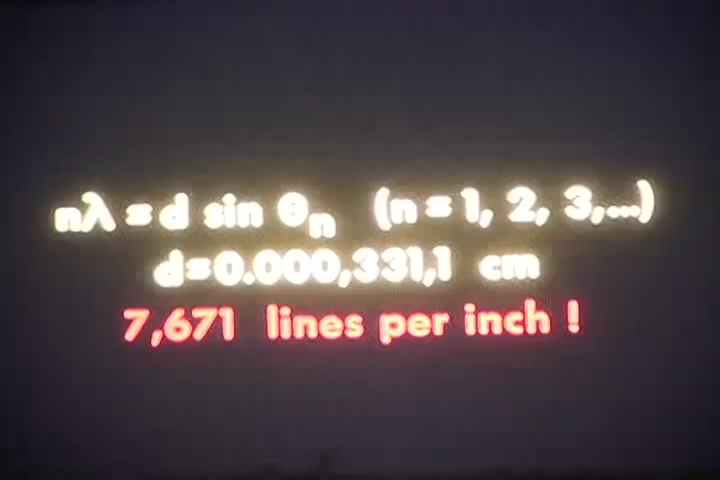 nλ = d sin θn (n = 1, 2, 3,...)
d=0.000,331,1 cm
7,671 lines per inch !